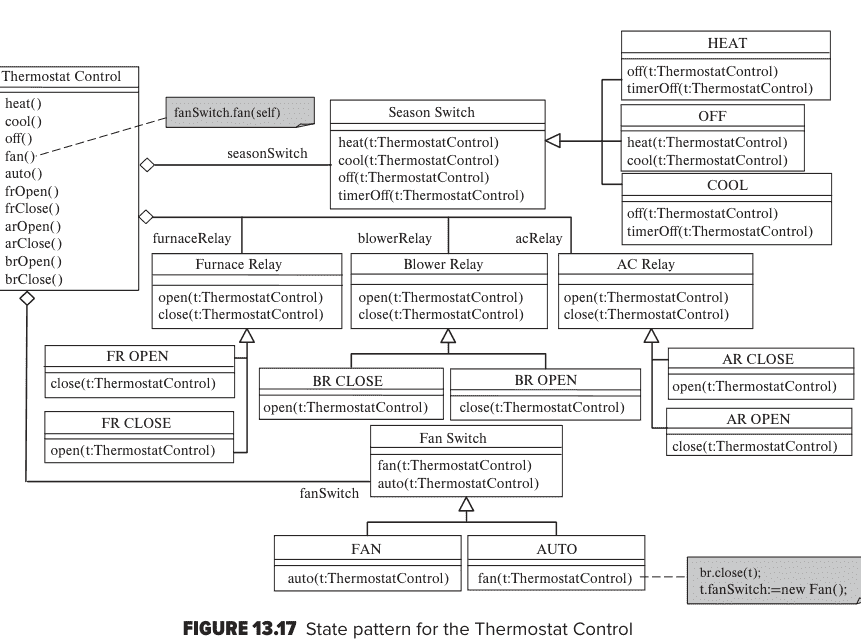 Thermostat Control
heat()
cool()
off()
fan()
auto()
frOpen()
frClose()
arOpen()
arClose()
brOpen()
brClose()
fanSwitch.fan(self)
seasonSwitch
Season Switch
heat(t:ThermostatControl)
cool(t:ThermostatControl)
off(t:ThermostatControl)
timerOff(t:ThermostatControl)
HEAT
off(t:ThermostatControl)
timerOff(t:ThermostatControl)
OFF
heat(t:ThermostatControl)
cool(t:ThermostatControl)
COOL
off(t:ThermostatControl)
timerOff(t:ThermostatControl)
furnaceRelay
blowerRelay
acRelay
Furnace Relay
open(t:ThermostatControl)
close(t:ThermostatControl)
Blower Relay
open(t:ThermostatControl)
close(t:ThermostatControl)
AC Relay
open(t:ThermostatControl)
close(t:ThermostatControl)
FR OPEN
close(t:ThermostatControl)
FR CLOSE
open(t:ThermostatControl)
BR CLOSE
open(t:ThermostatControl)
BR OPEN
close(t:ThermostatControl)
AR CLOSE
open(t:ThermostatControl)
AR OPEN
close(t:ThermostatControl)
Fan Switch
fan(t:ThermostatControl)
auto(t:ThermostatControl)
fanSwitch
FAN
auto(t:ThermostatControl)
AUTO
fan(t:ThermostatControl)
br.close(t);
t.fanSwitch:=new Fan();
FIGURE 13.17 State pattern for the Thermostat Control